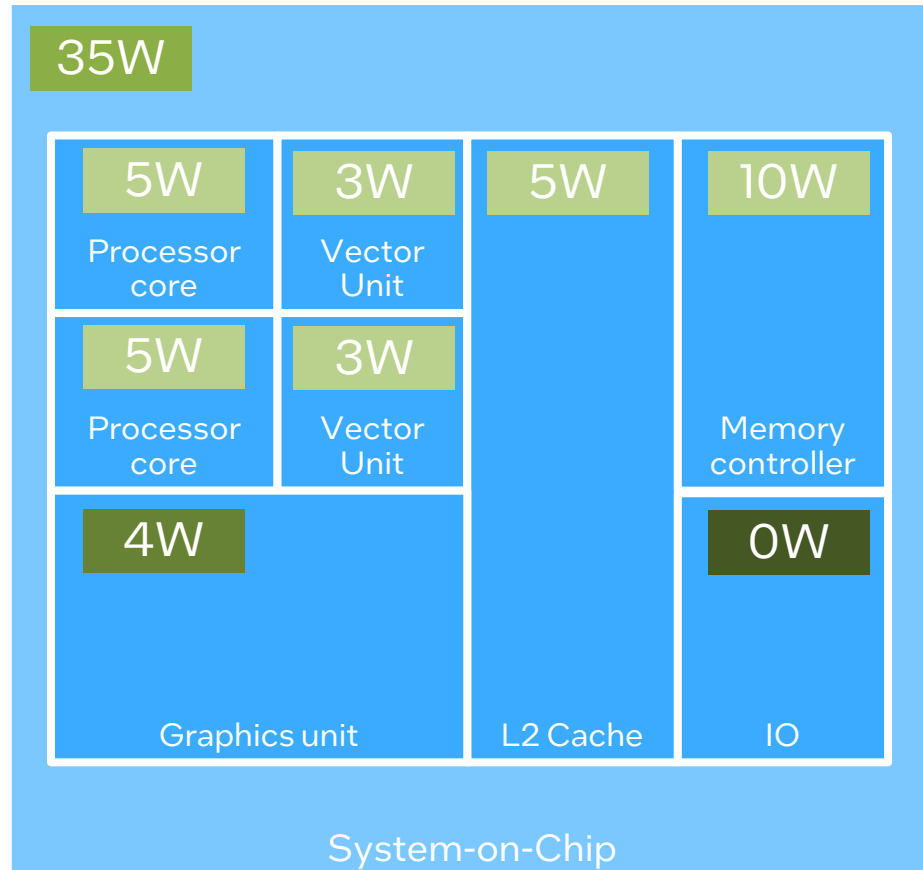 35W
5W
Processor
core
3W
Vector
Unit
5W
10W
5W
Processor
core
3W
Vector
Unit
Memory
controller
4W
Graphics unit
L2 Cache
0W
IO
System-on-Chip